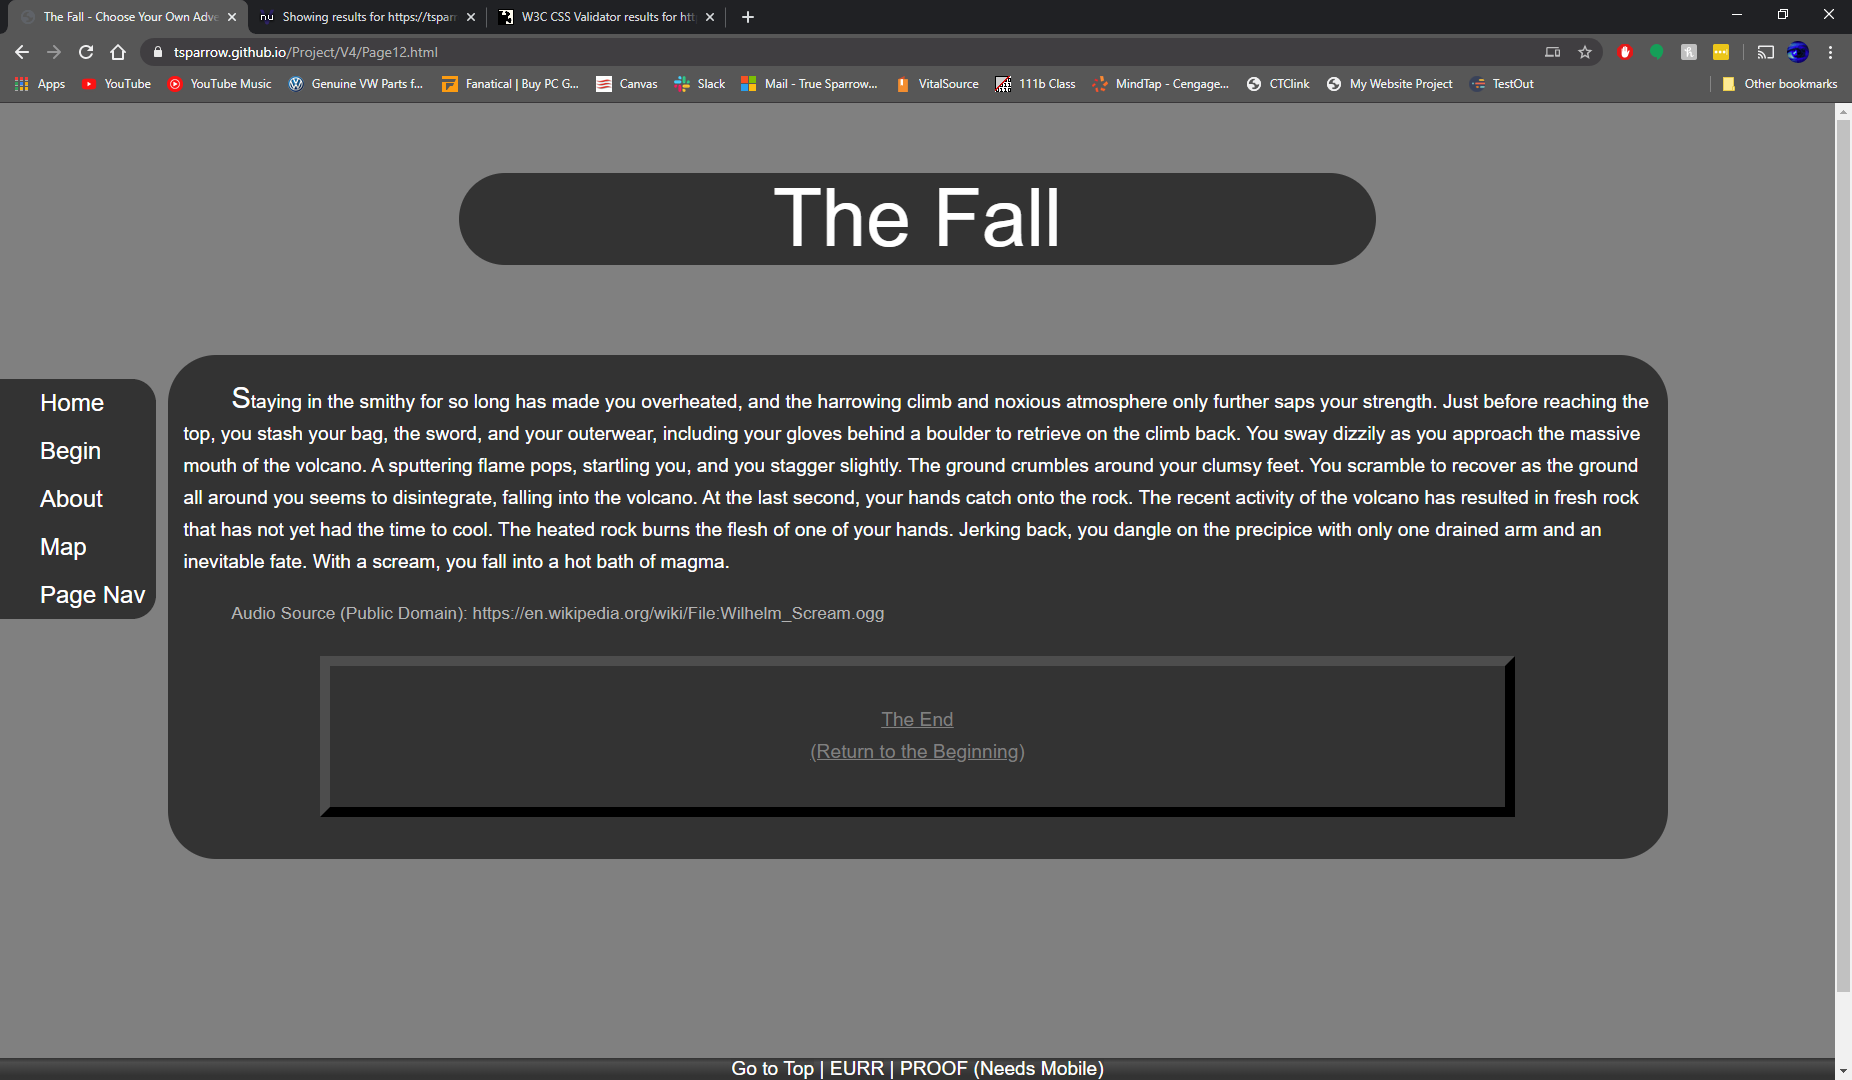 The Fall - Choose Your Own Adve
Showing results for https://tsparr
W3C CSS Validator results for htt
tsparrow.github.io/Project/V4/Page12.html
Apps YouTube YouTube Music Genuine VW Parts f... Fanatical | Buy PC G... Canvas Slack Mail - True Sparrow... VitalSource 111b Class MindTap - Cengage... CTClink My Website Project TestOut Other bookmarks
The Fall
Home
Begin
About
Map
Page Nav
Staying in the smithy for so long has made you overheated, and the harrowing climb and noxious atmosphere only further saps your strength. Just before reaching the
top, you stash your bag, the sword, and your outerwear, including your gloves behind a boulder to retrieve on the climb back. You sway dizzily as you approach the massive
mouth of the volcano. A sputtering flame pops, startling you, and you stagger slightly. The ground crumbles around your clumsy feet. You scramble to recover as the ground
all around you seems to disintegrate, falling into the volcano. At the last second, your hands catch onto the rock. The recent activity of the volcano has resulted in fresh rock
that has not yet had the time to cool. The heated rock burns the flesh of one of your hands. Jerking back, you dangle on the precipice with only one drained arm and an
inevitable fate. With a scream, you fall into a hot bath of magma.
Audio Source (Public Domain): https://en.wikipedia.org/wiki/File:Wilhelm_Scream.ogg
The End
(Return to the Beginning)
Go to Top | EURR | PROOF (Needs Mobile)